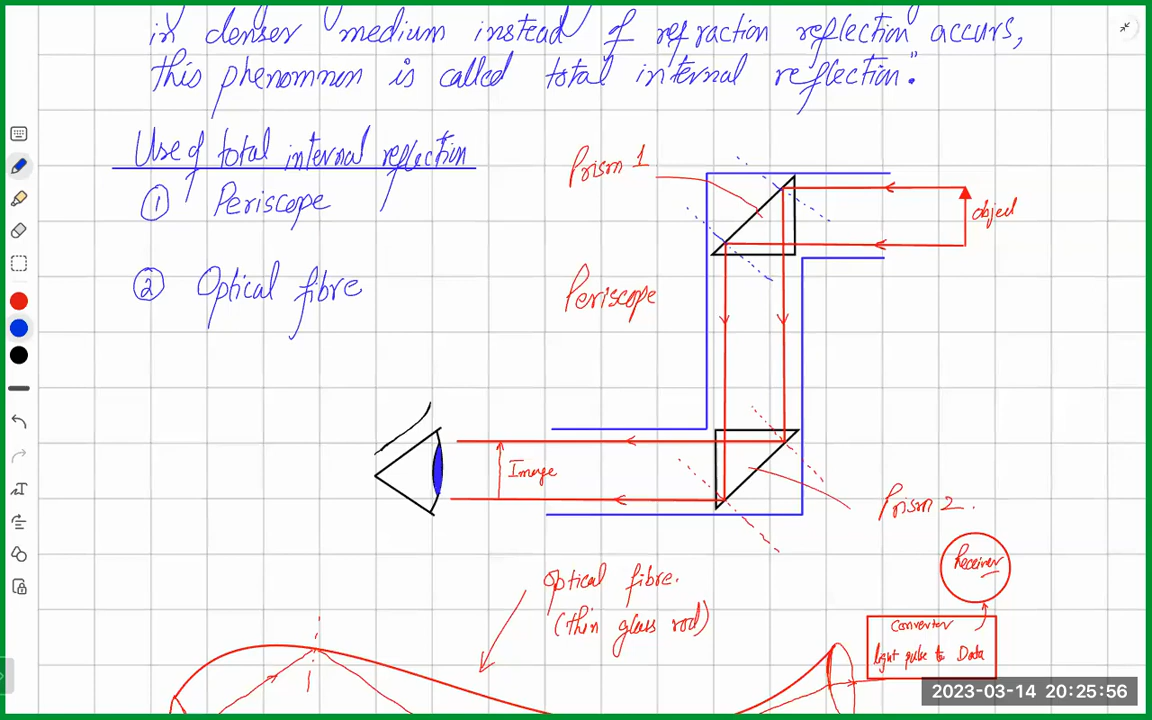 in denser medium instead of refraction reflection occurs,
this phenomnon is called total internal reflection".
Use of total internal reflection
① Periscope
② Optical fibre
Prism 1
object
Periscope
Image
Prism 2.
Optical fibre.
(thin glass rod)
Receiver
Converter
light pulse to Data
2023-03-14 20:25:56